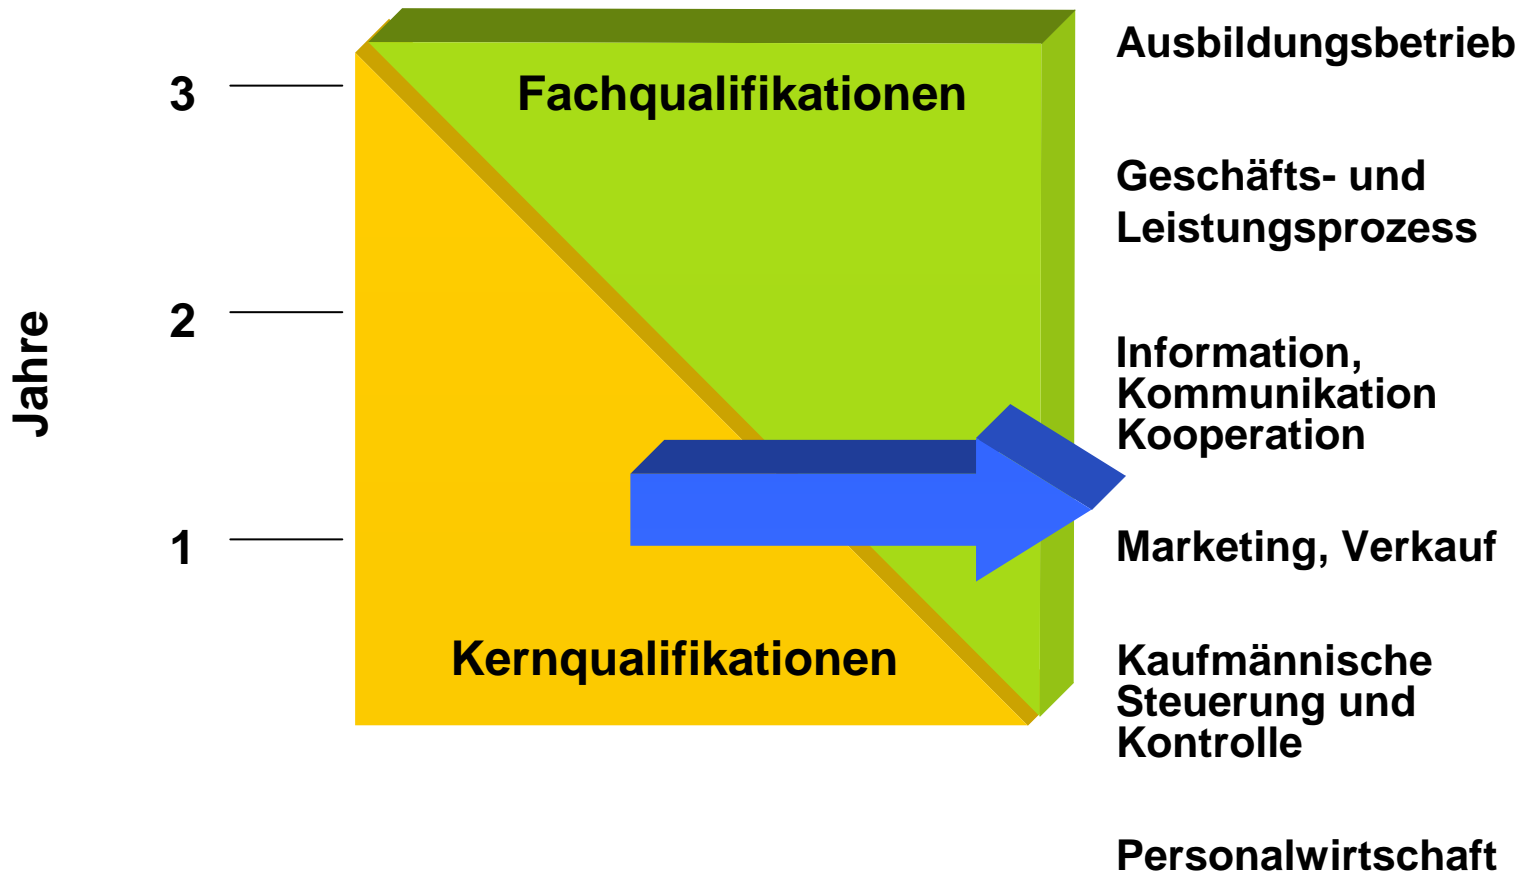 Jahre
3
2
1
Fachqualifikationen
Kernqualifikationen
Ausbildungsbetrieb
Geschäfts- und
Leistungsprozess
Information,
Kommunikation
Kooperation
Marketing, Verkauf
Kaufmännische
Steuerung und
Kontrolle
Personalwirtschaft